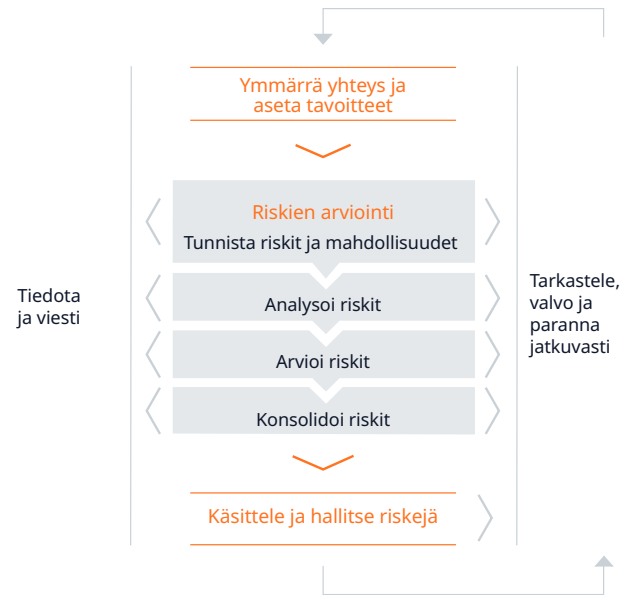 Ymmärrä yhteys ja
aseta tavoitteet
Riskien arviointi
Tunnista riskit ja mahdollisuudet
Analysoi riskit
Arvioi riskit
Konsolidoi riskit
Käsittele ja hallitse riskejä
Tiedota
ja viesti
Tarkastele,
valvo ja
paranna
jatkuvasti